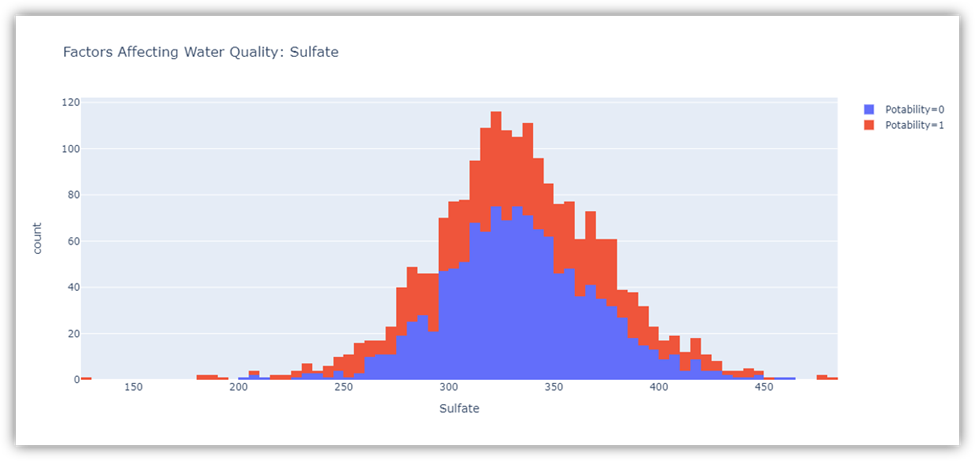 Factors Affecting Water Quality: Sulfate
Potability=0
Potability=1
120
100
80
60
40
20
0
count
150
200
250
300
350
400
450
Sulfate